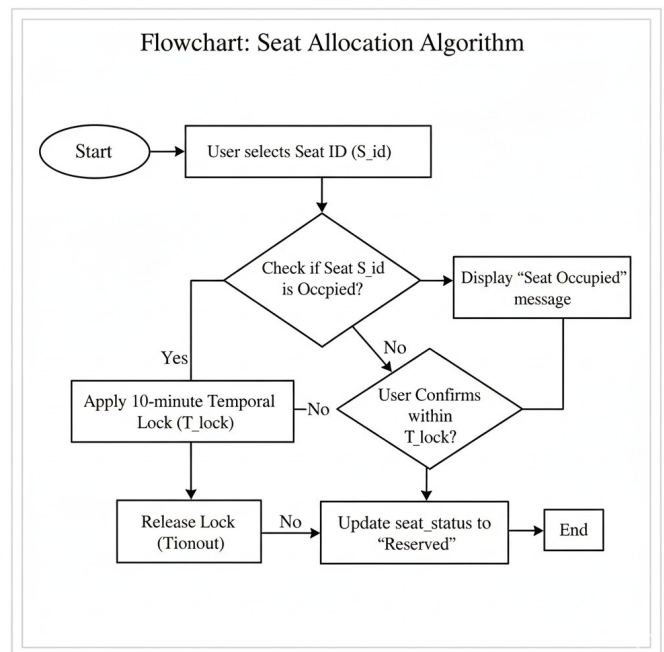 Flowchart: Seat Allocation Algorithm
Start
User selects Seat ID (S_id)
Check if Seat S_id
is Occpied?
Display “Seat Occupied”
message
Yes
No
Apply 10-minute Temporal
Lock (T_lock)
No
User Confirms
within
T_lock?
Release Lock
(Tionout)
No
Update seat_status to
“Reserved”
End